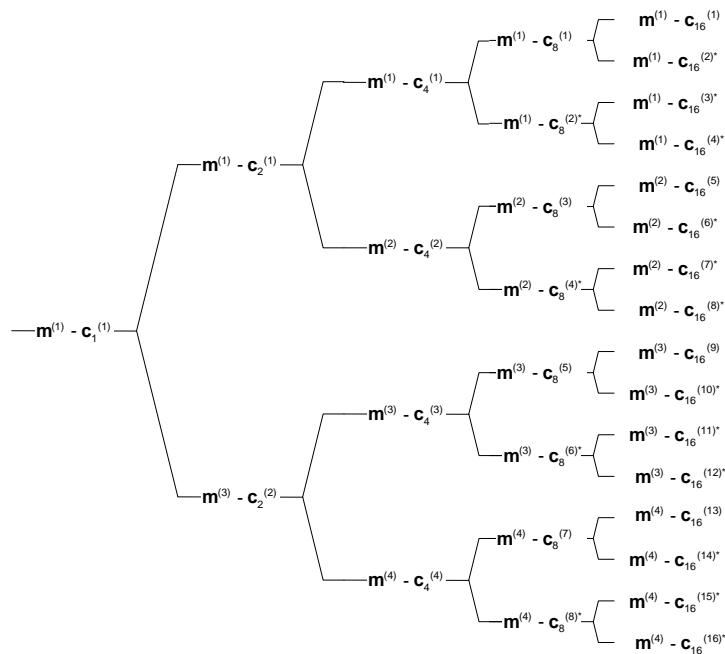 m(1) - c16(1)
m(1) - c8(1)
m(1) - c16(2)*
m(1) - c4(1)
m(1) - c16(3)*
m(1) - c8(2)*
m(1) - c16(4)*
m(1) - c2(1)
m(2) - c16(5)
m(2) - c8(3)
m(2) - c16(6)*
m(2) - c4(2)
m(2) - c16(7)*
m(2) - c8(4)*
m(2) - c16(8)*
m(1) - c1(1)
m(3) - c16(9)
m(3) - c8(5)
m(3) - c16(10)*
m(3) - c4(3)
m(3) - c16(11)*
m(3) - c8(6)*
m(3) - c16(12)*
m(3) - c2(2)
m(4) - c16(13)
m(4) - c8(7)
m(4) - c16(14)*
m(4) - c4(4)
m(4) - c16(15)*
m(4) - c8(8)*
m(4) - c16(16)*